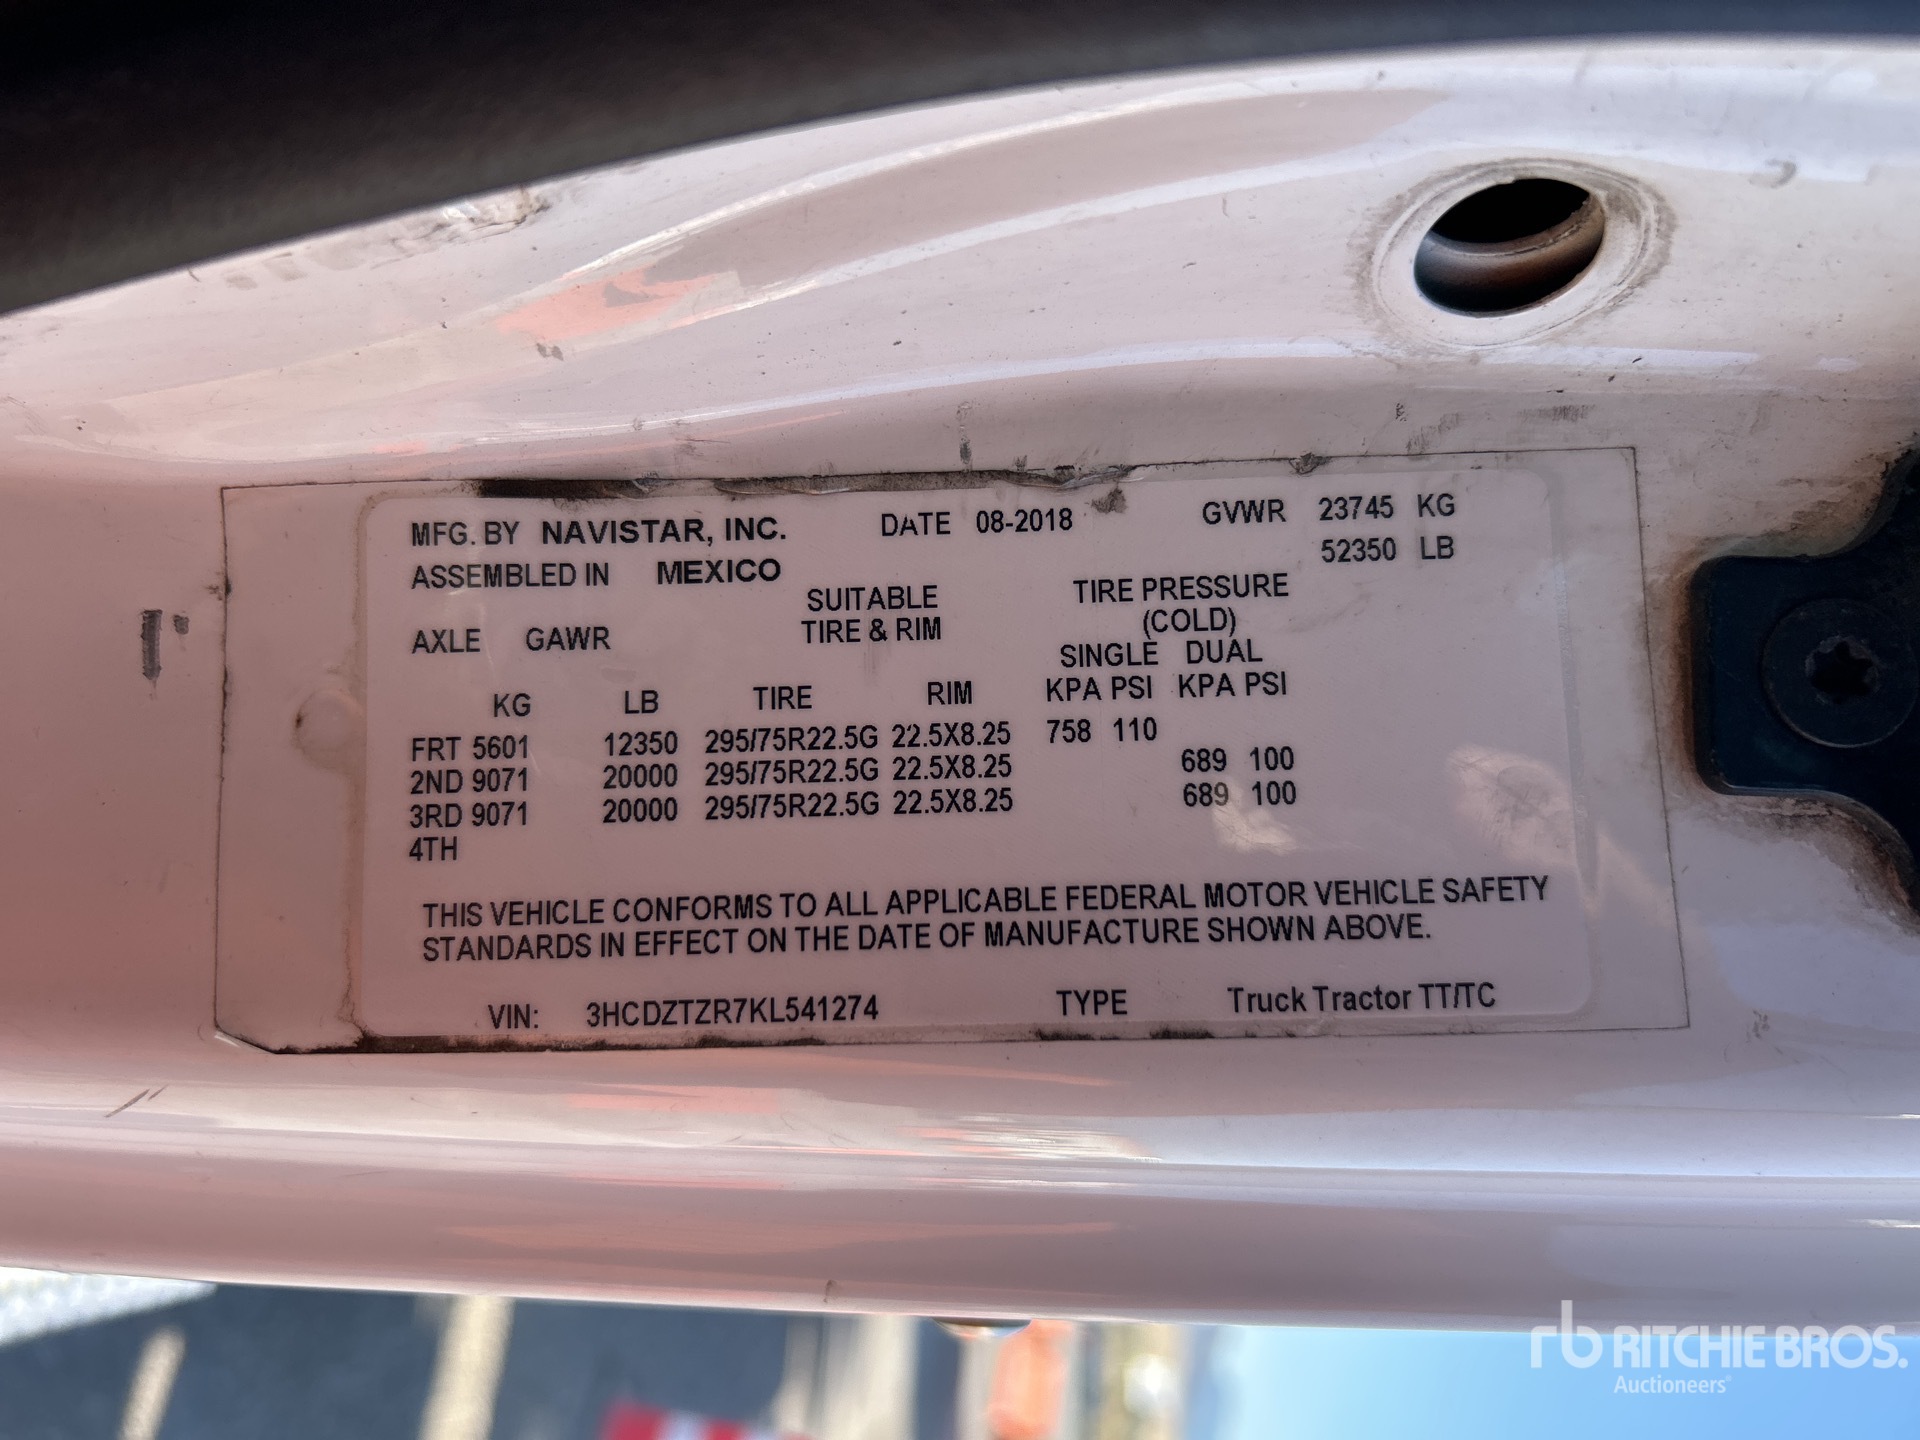 MFG. BY NAVISTAR, INC. DATE 08-2018 GVWR 23745 KG
ASSEMBLED IN MEXICO 52350 LB
SUITABLE TIRE PRESSURE
TIRE & RIM (COLD)
AXLE GAWR SINGLE DUAL
KG LB TIRE RIM KPA PSI KPA PSI
FRT 5601 12350 295/75R22.5G 22.5X8.25 758 110
2ND 9071 20000 295/75R22.5G 22.5X8.25 689 100
3RD 9071 20000 295/75R22.5G 22.5X8.25 689 100
4TH
THIS VEHICLE CONFORMS TO ALL APPLICABLE FEDERAL MOTOR VEHICLE SAFETY
STANDARDS IN EFFECT ON THE DATE OF MANUFACTURE SHOWN ABOVE.
VIN: 3HCDZTZR7KL541274 TYPE Truck Tractor TT/TC
rb RITCHIE BROS.
Auctioneers